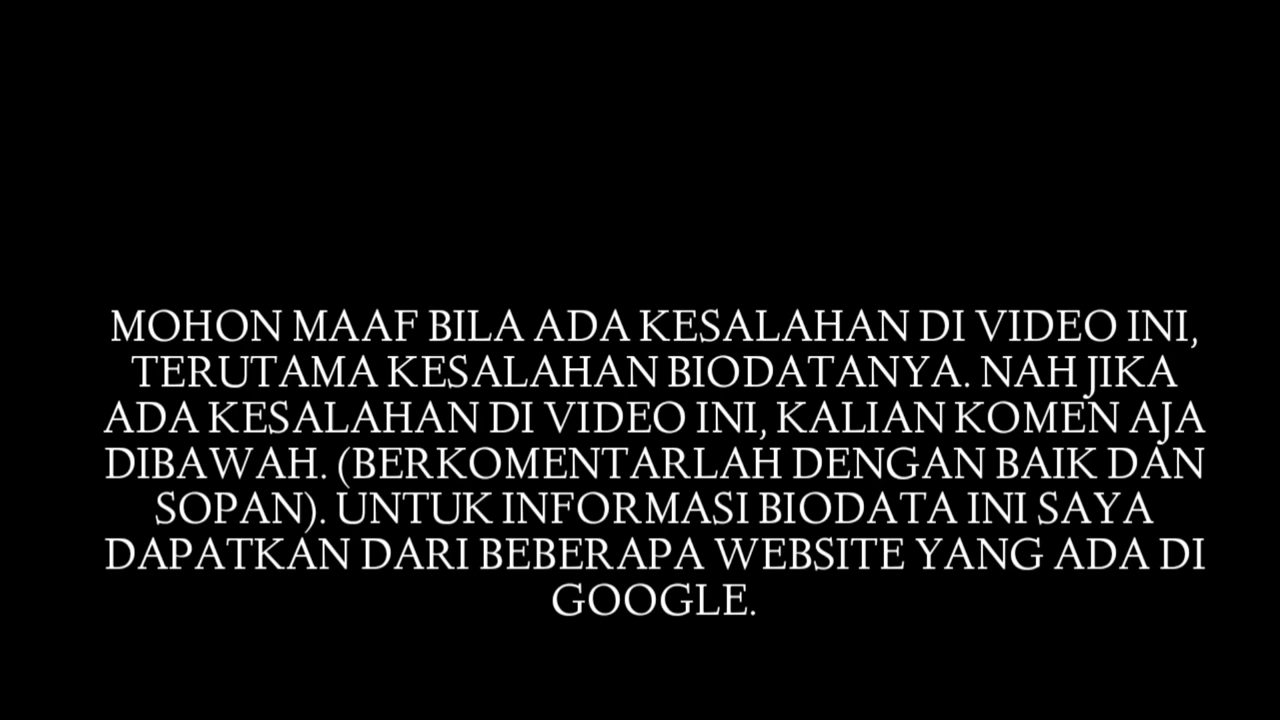 MOHON MAAF BILA ADA KESALAHAN DI VIDEO INI,
TERUTAMA KESALAHAN BIODATANYA. NAH JIKA
ADA KESALAHAN DI VIDEO INI, KALIAN KOMEN AJA
DIBAWAH. (BERKOMENTARLAH DENGAN BAIK DAN
SOPAN). UNTUK INFORMASI BIODATA INI SAYA
DAPATKAN DARI BEBERAPA WEBSITE YANG ADA DI
GOOGLE.